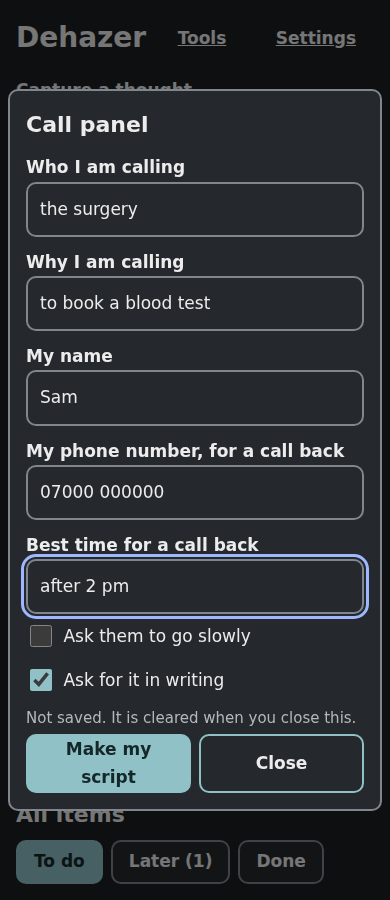 Dehazer Tools Settings
Capture a thought
Call panel
Who I am calling
the surgery
Why I am calling
to book a blood test
My name
Sam
My phone number, for a call back
07000 000000
Best time for a call back
after 2 pm
Ask them to go slowly
Ask for it in writing
Not saved. It is cleared when you close this.
Make my
script
Close
All items
To do Later (1) Done